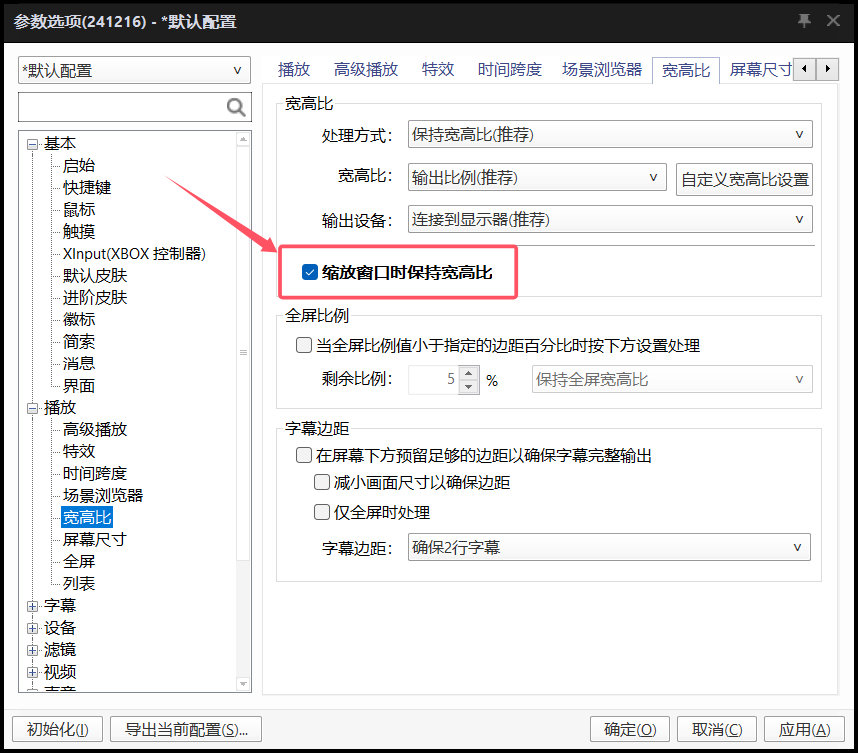 参数选项(241216) - *默认配置
*默认配置
基本
启始
快捷键
鼠标
触摸
XInput(XBOX 控制器)
默认皮肤
进阶皮肤
徽标
简索
消息
界面
播放
高级播放
特效
时间跨度
场景浏览器
宽高比
屏幕尺寸
全屏
列表
字幕
设备
滤镜
视频
声音
播放 高级播放 特效 时间跨度 场景浏览器 宽高比 屏幕尺寸
宽高比
处理方式: 保持宽高比(推荐)
宽高比: 输出比例(推荐) 自定义宽高比设置
输出设备: 连接到显示器(推荐)
缩放窗口时保持宽高比
全屏比例
当全屏比例值小于指定的边距百分比时按下方设置处理
剩余比例: 5 % 保持全屏宽高比
字幕边距
在屏幕下方预留足够的边距以确保字幕完整输出
减小画面尺寸以确保边距
仅全屏时处理
字幕边距: 确保2行字幕
初始化(I) 导出当前配置(S)... 确定(O) 取消(C) 应用(A)